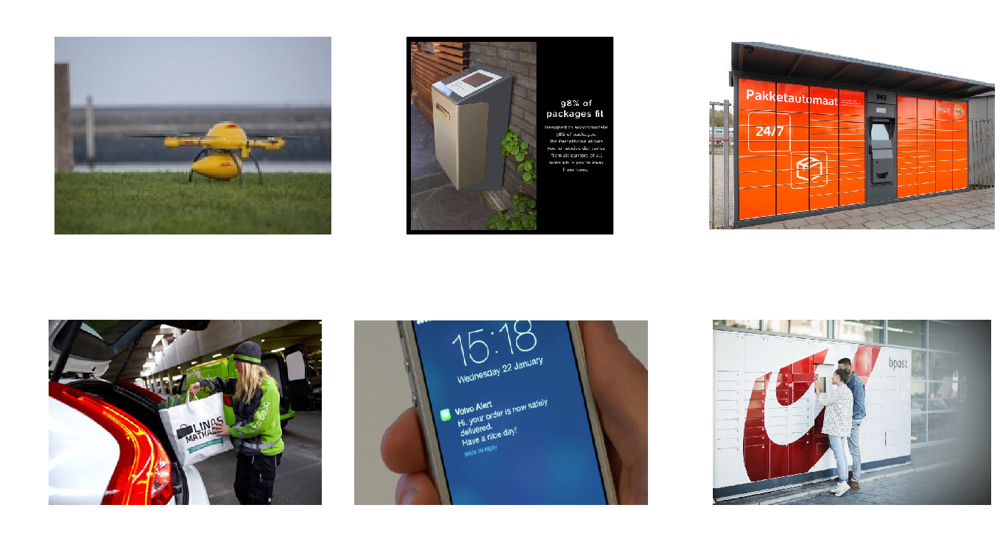 98% of
packages fit
Designed to accommodate
98% of packages,
the Parcelhome allows
you to receive deliveries
from all carriers of all
sizes while you're away
from home
Pakketautomaat
24/7
LINAS
MATKASSE
15:18
Wednesday 22 January
Volvo Alert
Hi, your order is now safely
delivered.
Have a nice day!
slide to reply
bpost